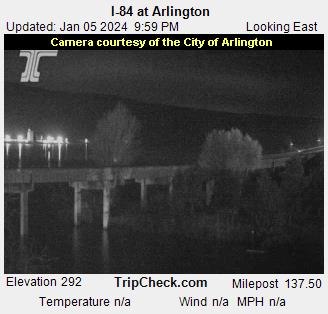 I-84 at Arlington
Updated: Jan 05 2024 9:59 PM Looking East
Camera courtesy of the City of Arlington
Elevation 292 TripCheck.com Milepost 137.50
Temperature n/a Wind n/a MPH n/a